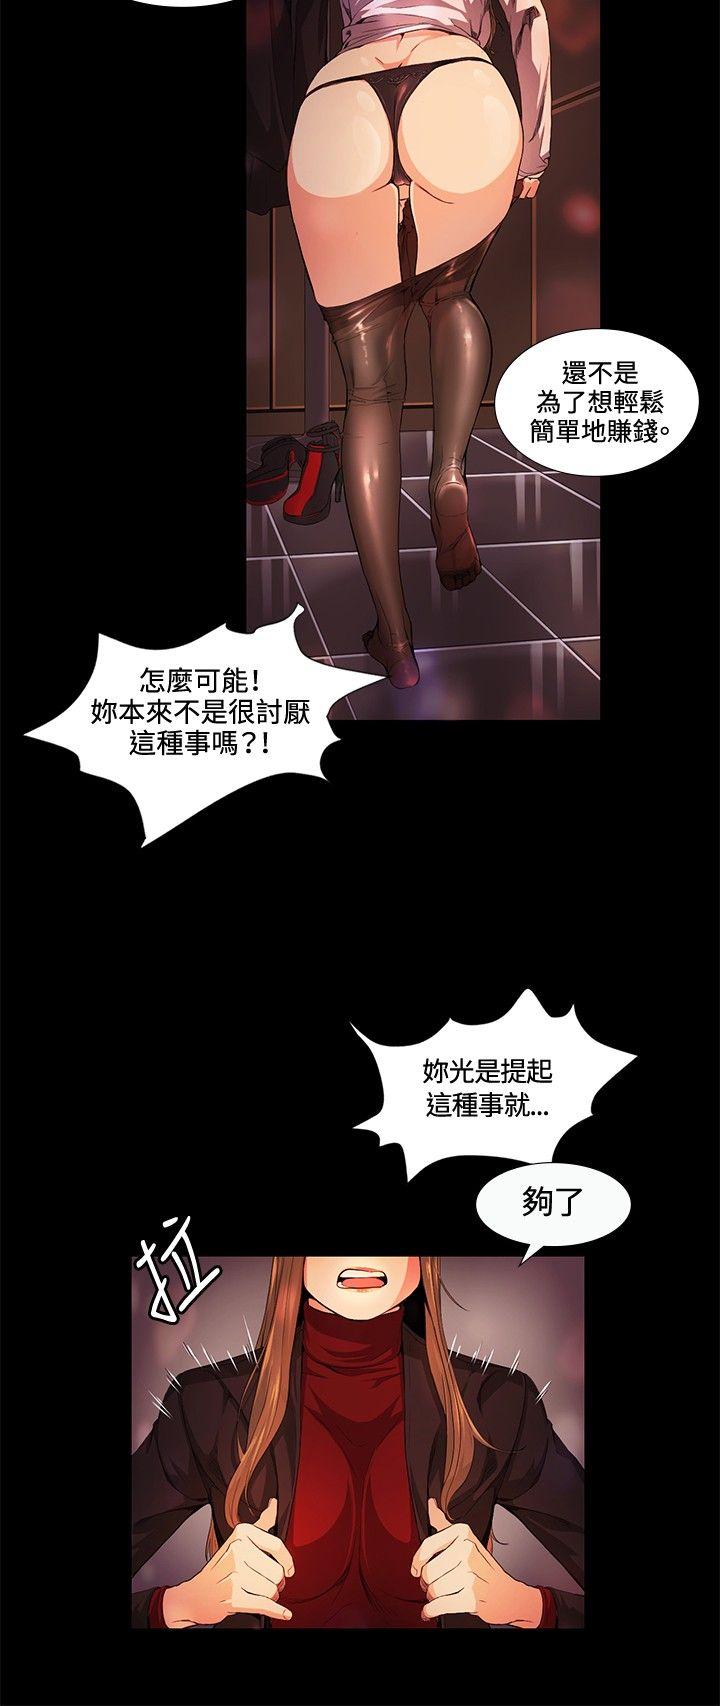 還不是
為了想輕鬆
簡單地賺錢。
怎麼可能！
妳本來不是很討厭
這種事嗎？！
妳光是提起
這種事就...
夠了
拉